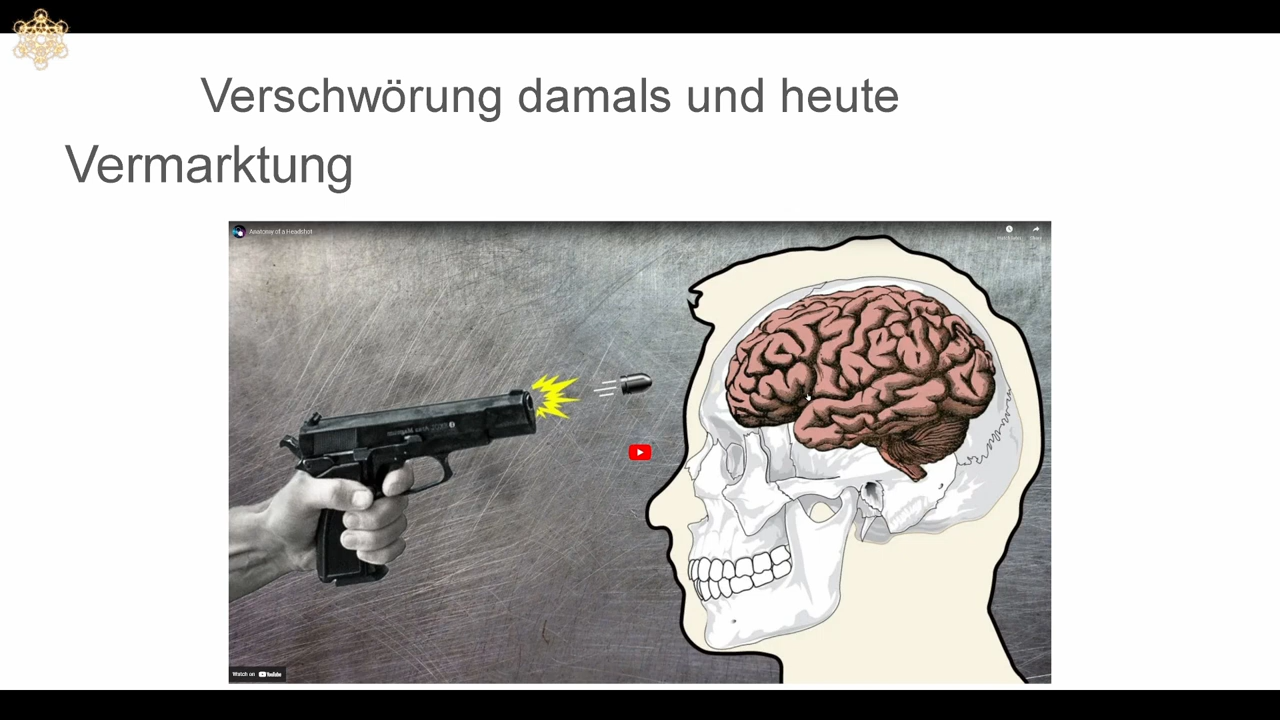 Verschwörung damals und heute
Vermarktung
Anatomy of a Headshot
Watch on YouTube